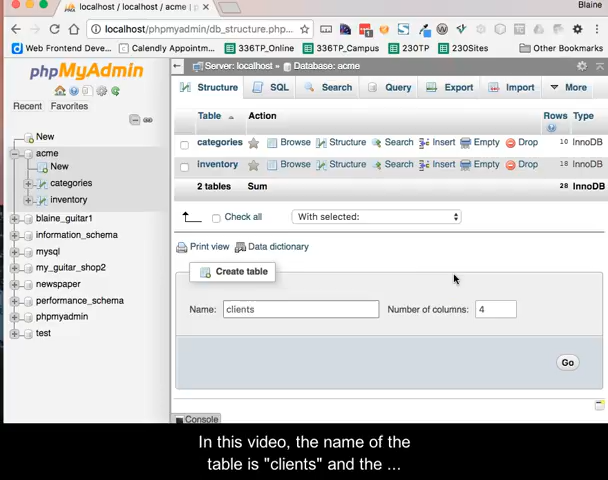 localhost / localhost / acme | p
Blaine
localhost/phpmyadmin/db_structure.php...
Web Frontend Deve... Calendly Appointme... 336TP_Online 336TP_Campus 230TP 230Sites Other Bookmarks
phpMyAdmin
Recent Favorites
New
acme
New
categories
inventory
blaine_guitar1
information_schema
mysql
my_guitar_shop2
newspaper
performance_schema
phpmyadmin
test
Server: localhost » Database: acme
Structure SQL Search Query Export Import More
Table Action Rows Type
categories Browse Structure Search Insert Empty Drop 10 InnoDB
inventory Browse Structure Search Insert Empty Drop 18 InnoDB
2 tables Sum 28 InnoDB
Check all With selected:
Print view Data dictionary
Create table
Name: clients Number of columns: 4
Go
Console
In this video, the name of the
table is "clients" and the ...